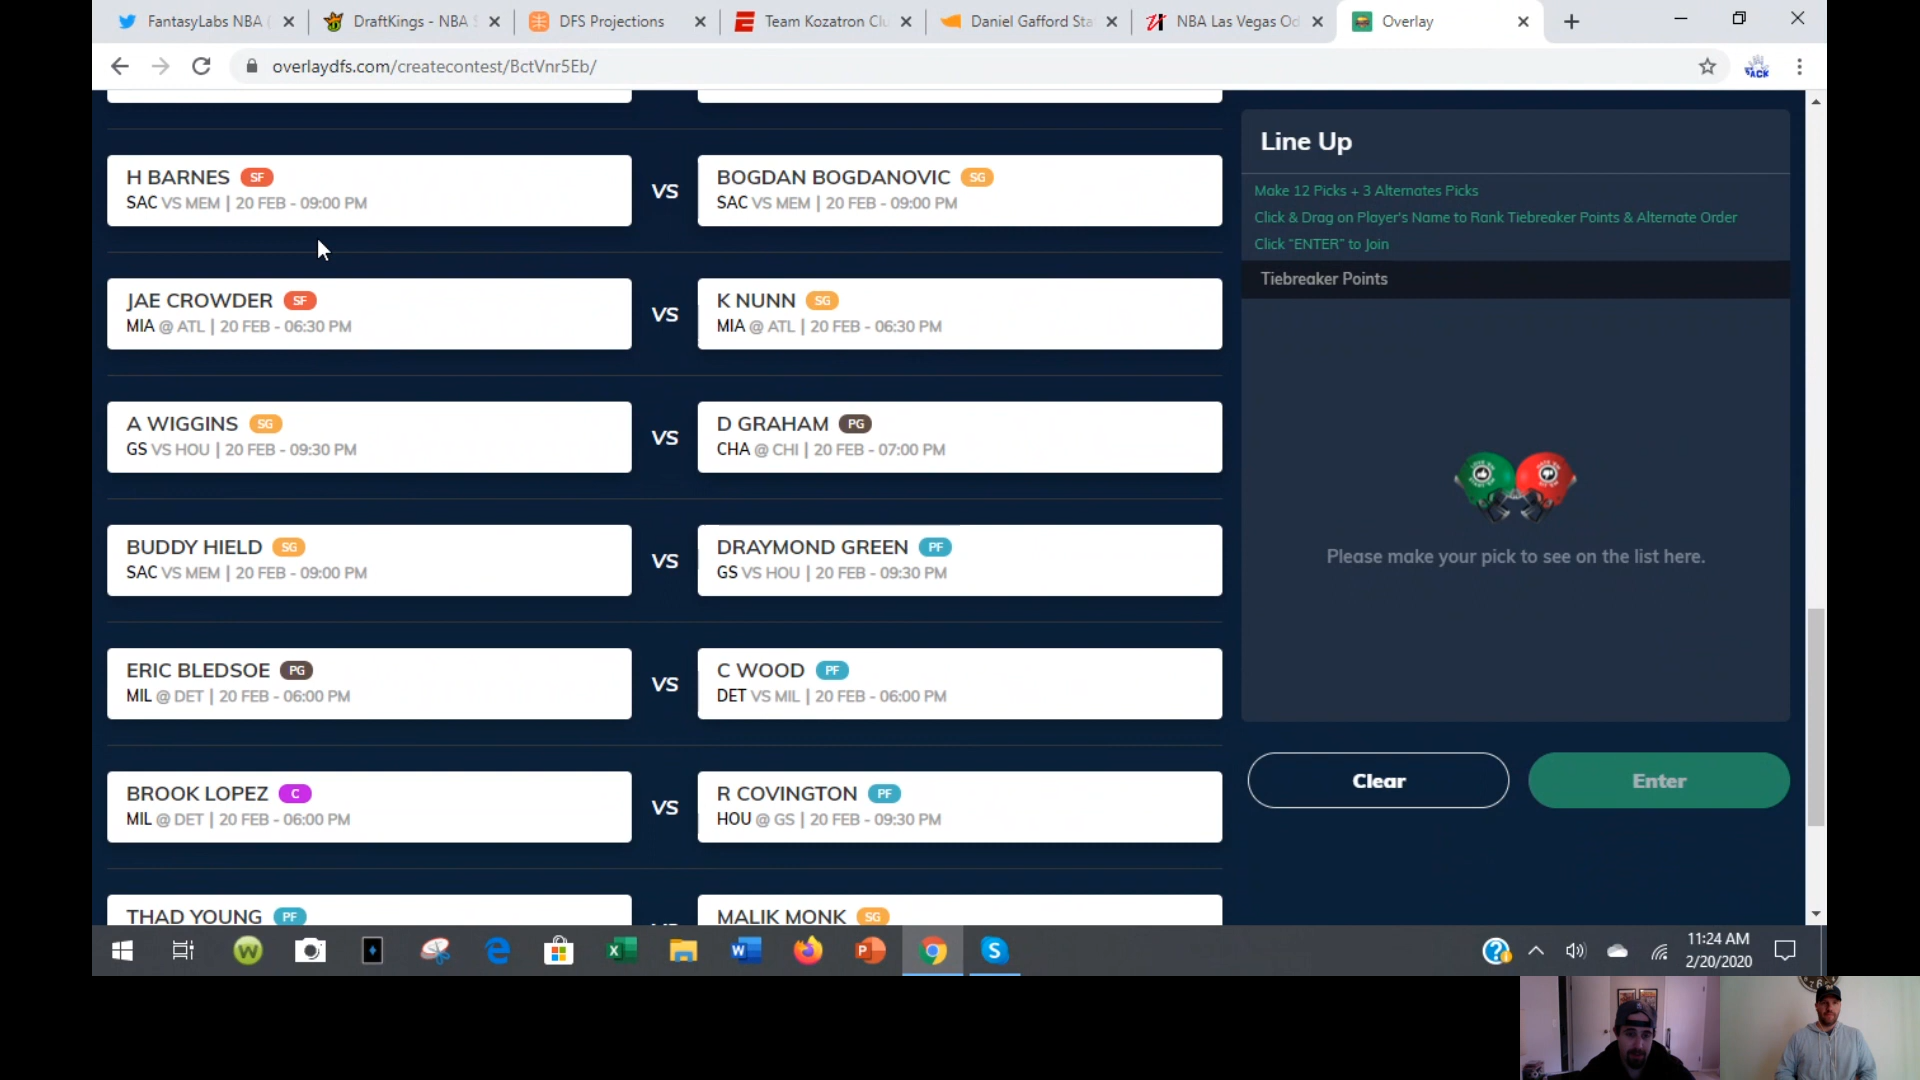 FantasyLabs NBA (
DraftKings - NBA S
DFS Projections
Team Kozatron Clu
Daniel Gafford Sta
NBA Las Vegas Od
Overlay
overlaydfs.com/createcontest/BctVnr5Eb/
H BARNES SF
SAC VS MEM | 20 FEB - 09:00 PM
VS
BOGDAN BOGDANOVIC SG
SAC VS MEM | 20 FEB - 09:00 PM
JAE CROWDER SF
MIA @ ATL | 20 FEB - 06:30 PM
VS
K NUNN SG
MIA @ ATL | 20 FEB - 06:30 PM
A WIGGINS SG
GS VS HOU | 20 FEB - 09:30 PM
VS
D GRAHAM PG
CHA @ CHI | 20 FEB - 07:00 PM
BUDDY HIELD SG
SAC VS MEM | 20 FEB - 09:00 PM
VS
DRAYMOND GREEN PF
GS VS HOU | 20 FEB - 09:30 PM
ERIC BLEDSOE PG
MIL @ DET | 20 FEB - 06:00 PM
VS
C WOOD PF
DET VS MIL | 20 FEB - 06:00 PM
BROOK LOPEZ C
MIL @ DET | 20 FEB - 06:00 PM
VS
R COVINGTON PF
HOU @ GS | 20 FEB - 09:30 PM
THAD YOUNG PF
MALIK MONK SG
Line Up
Make 12 Picks + 3 Alternates Picks
Click & Drag on Player's Name to Rank Tiebreaker Points & Alternate Order
Click "ENTER" to Join
Tiebreaker Points
Please make your pick to see on the list here.
Clear
Enter
11:24 AM
2/20/2020